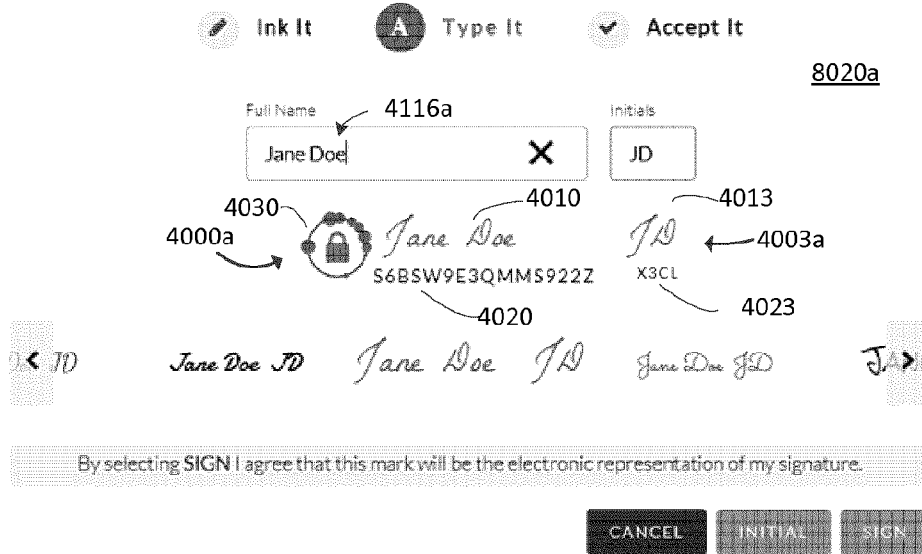 Ink It A Type It Accept It
8020a
Full Name 4116a Initials
Jane Doe X JD
4030 4010 4013
4000a Jane Doe JD 4003a
S6BSW9E3QMMS922Z X3CL
4020 4023
< JD Jane Doe JD Jane Doe JD Jane Doe JD >
By selecting SIGN I agree that this mark will be the electronic representation of my signature.
CANCEL INITIAL SIGN